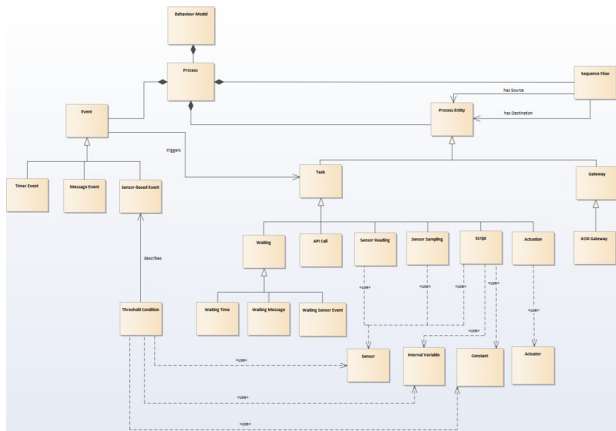 Behaviour Model
Process
Sequence Flow
has Source
Event
Process Entity
has Destination
triggers
Timer Event
Message Event
Sensor-Based Event
Task
Gateway
Waiting
API Call
Sensor Reading
Sensor Sampling
Script
Actuation
XOR Gateway
describes
«use»
«use»
«use»
«use»
«use»
«use»
Threshold Condition
Waiting Time
Waiting Message
Waiting Sensor Event
«use»
Sensor
Internal Variable
Constant
Actuator
«use»
«use»